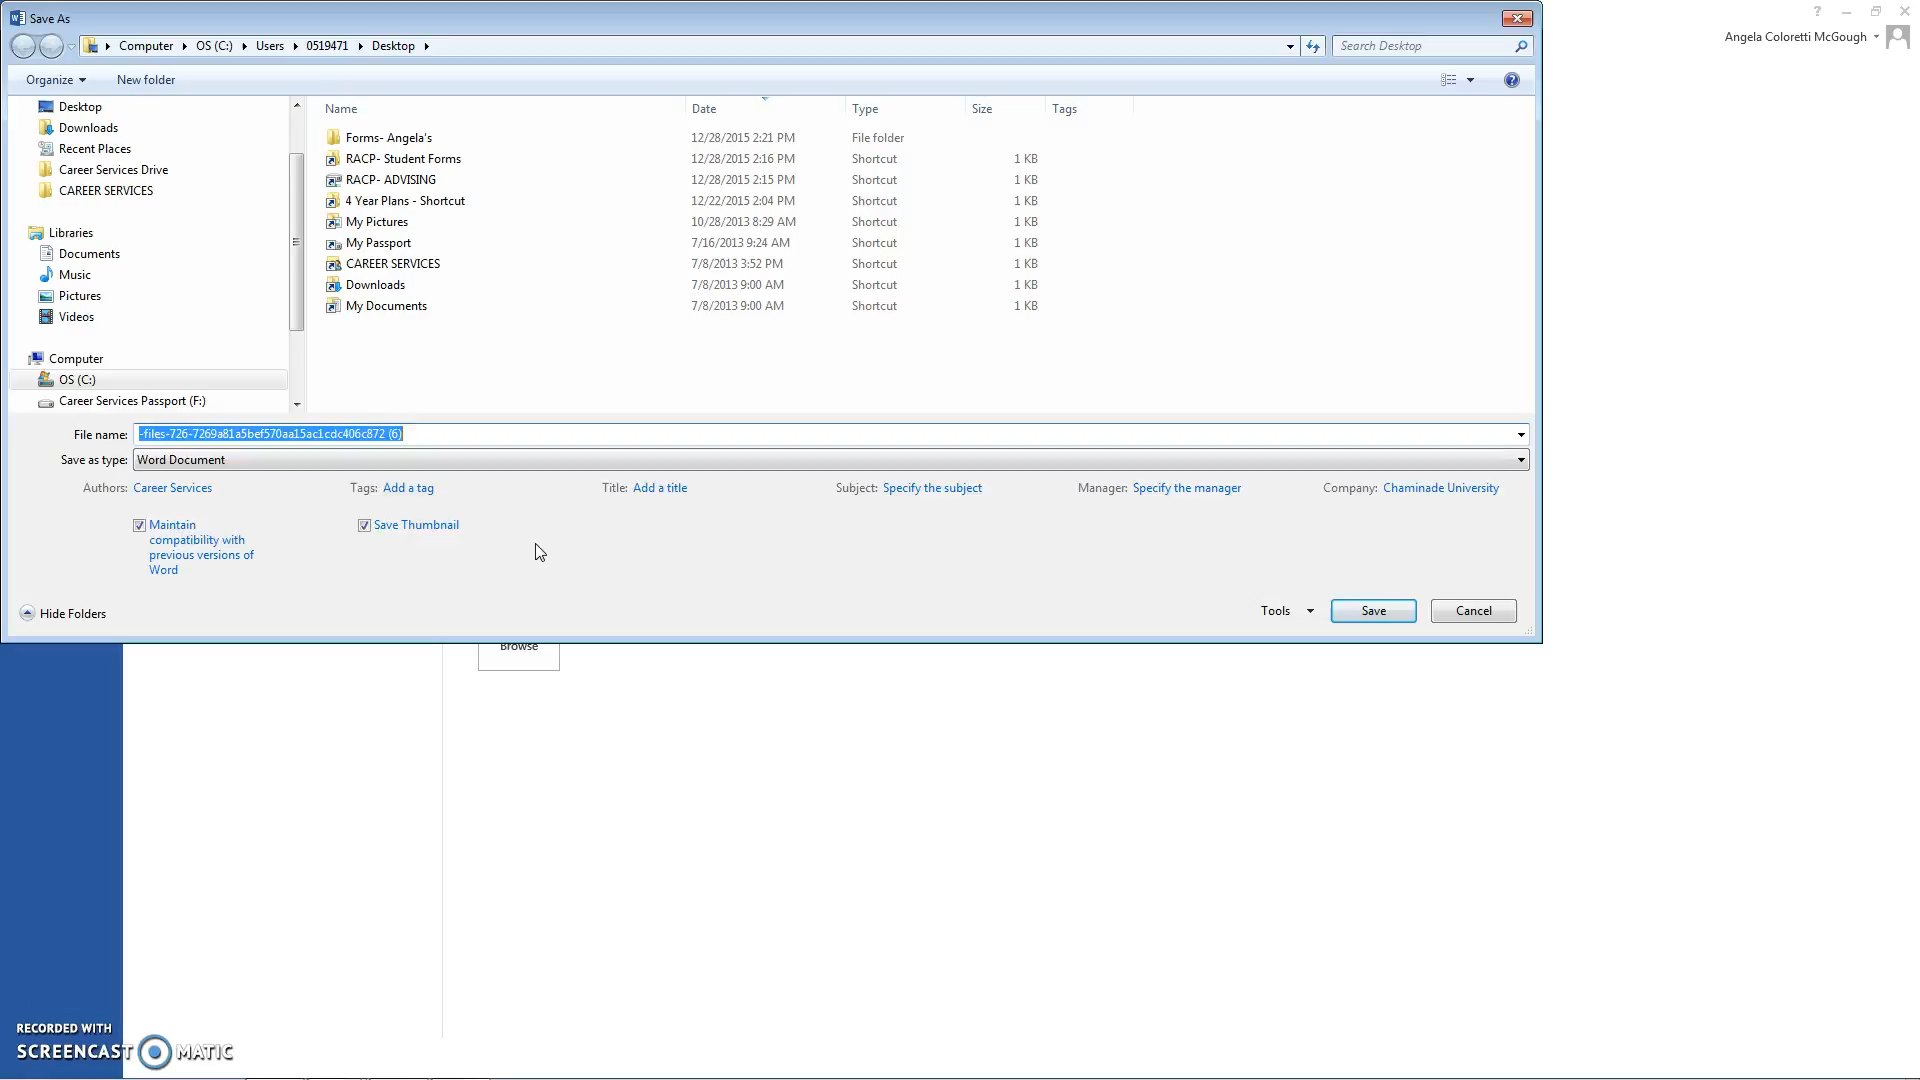 Save As
Computer OS (C:) Users 0519471 Desktop
Search Desktop
Angela Coloretti McGough
Organize New folder
Desktop
Downloads
Recent Places
Career Services Drive
CAREER SERVICES
Libraries
Documents
Music
Pictures
Videos
Computer
OS (C:)
Career Services Passport (F:)
Name Date Type Size Tags
Forms- Angela's 12/28/2015 2:21 PM File folder
RACP- Student Forms 12/28/2015 2:16 PM Shortcut 1 KB
RACP- ADVISING 12/28/2015 2:15 PM Shortcut 1 KB
4 Year Plans - Shortcut 12/22/2015 2:04 PM Shortcut 1 KB
My Pictures 10/28/2013 8:29 AM Shortcut 1 KB
My Passport 7/16/2013 9:24 AM Shortcut 1 KB
CAREER SERVICES 7/8/2013 3:52 PM Shortcut 1 KB
Downloads 7/8/2013 9:00 AM Shortcut 1 KB
My Documents 7/8/2013 9:00 AM Shortcut 1 KB
File name: -files-726-7269a81a5bef570aa15ac1cdc406c872 (6)
Save as type: Word Document
Authors: Career Services Tags: Add a tag Title: Add a title Subject: Specify the subject Manager: Specify the manager Company: Chaminade University
Maintain
compatibility with
previous versions of
Word
Save Thumbnail
Hide Folders
Tools Save Cancel
Browse
RECORDED WITH
SCREENCAST MATIC